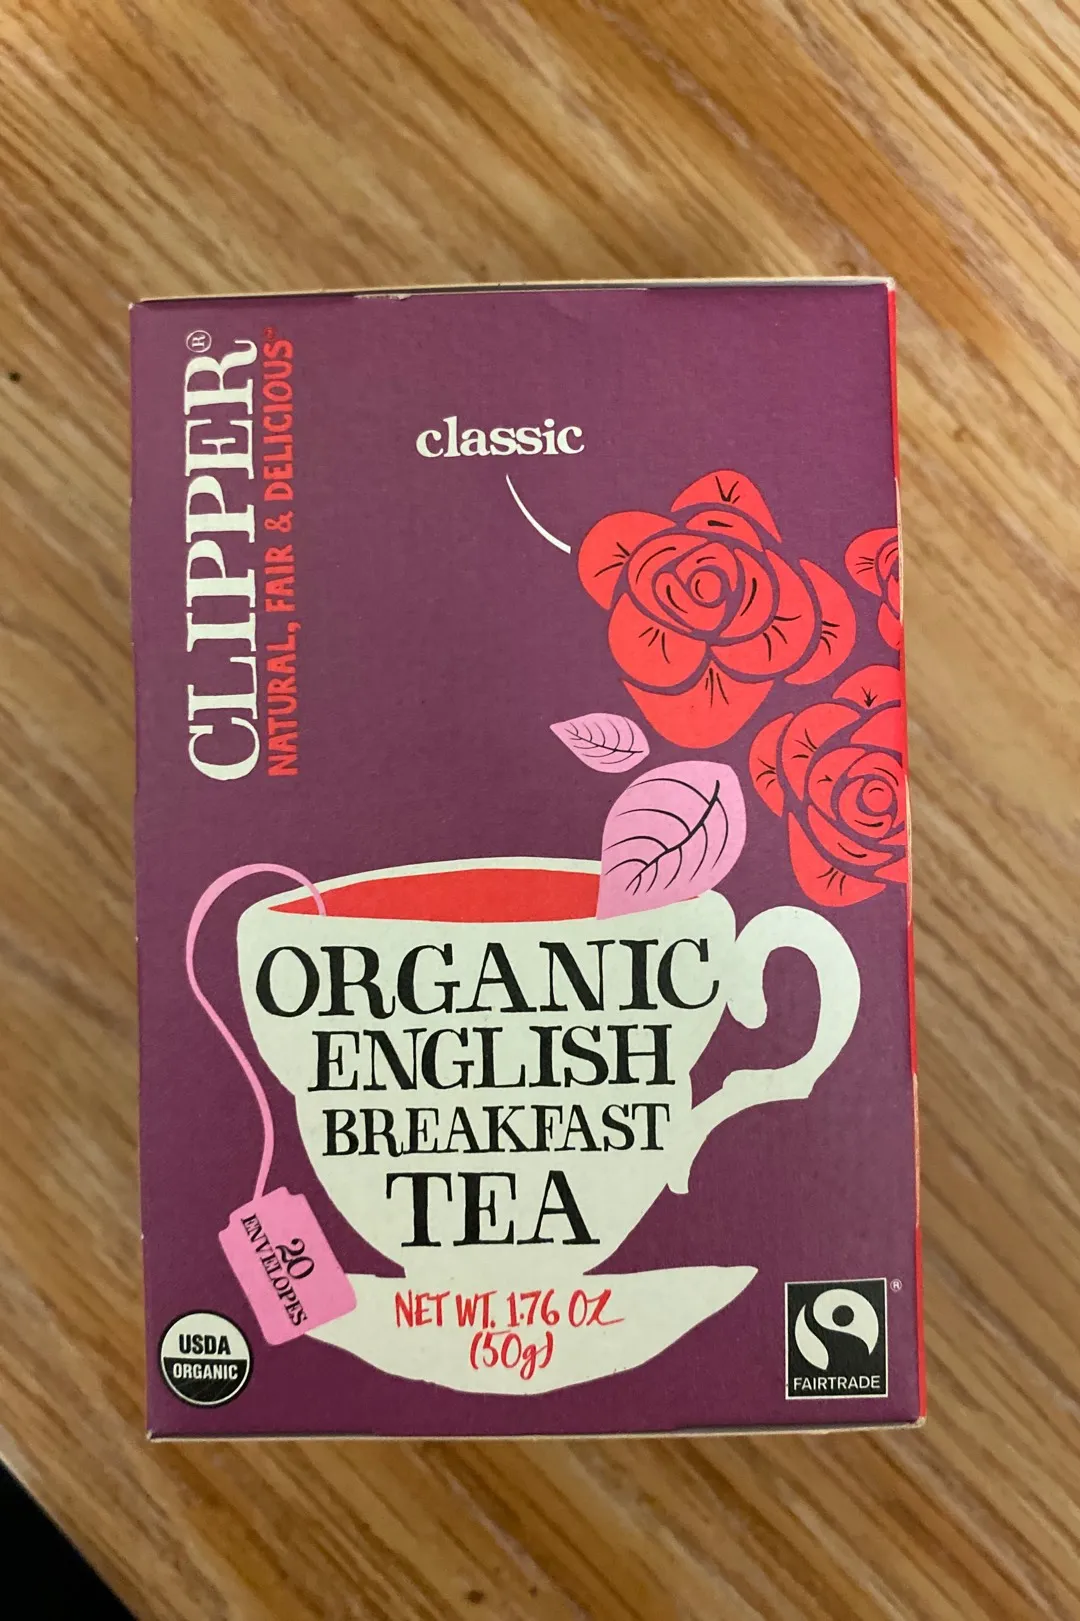 CLIPPER®
NATURAL, FAIR & DELICIOUS®
classic
ORGANIC
ENGLISH
BREAKFAST
TEA
20
ENVELOPES
NET WT. 1.76 OZ
(50g)
USDA
ORGANIC
®
FAIRTRADE